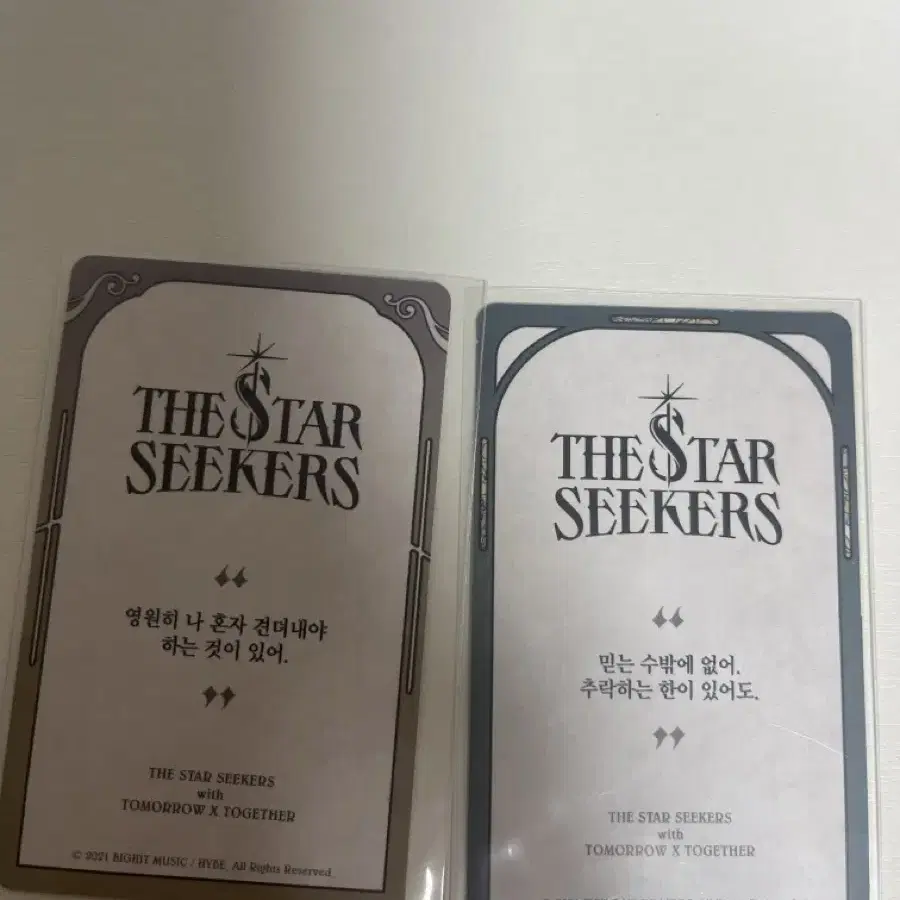 THE STAR
SEEKERS
영원히 나 혼자 견뎌내야
하는 것이 있어.
THE STAR SEEKERS
with
TOMORROW X TOGETHER
© 2021 BIGHIT MUSIC / HYBE. All Rights Reserved.
THE STAR
SEEKERS
믿는 수밖에 없어.
추락하는 한이 있어도.
THE STAR SEEKERS
with
TOMORROW X TOGETHER